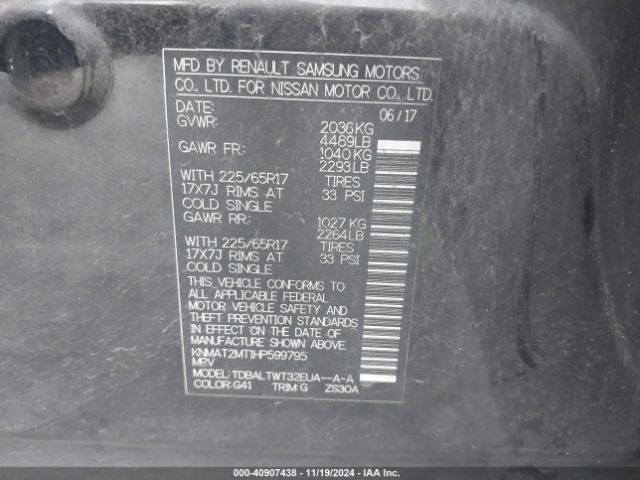 MFD BY RENAULT SAMSUNG MOTORS
CO., LTD. FOR NISSAN MOTOR CO., LTD.
DATE: 06/17
GVWR: 2036KG
4489LB
GAWR FR: 1040KG
2293LB
WITH 225/65R17 TIRES
17X7J RIMS AT 33 PSI
COLD SINGLE
GAWR RR: 1027KG
2264LB
WITH 225/65R17 TIRES
17X7J RIMS AT 33 PSI
COLD SINGLE
THIS VEHICLE CONFORMS TO
ALL APPLICABLE FEDERAL
MOTOR VEHICLE SAFETY AND
THEFT PREVENTION STANDARDS
IN EFFECT ON THE DATE OF
MANUFACTURE SHOWN ABOVE.
KNMAT2MT1HP599795
MPV
MODEL: TDBALTWT32EUA--A-A
COLOR: G41 TRIM: G ZS30A
000-40907438 - 11/19/2024 - IAA Inc.